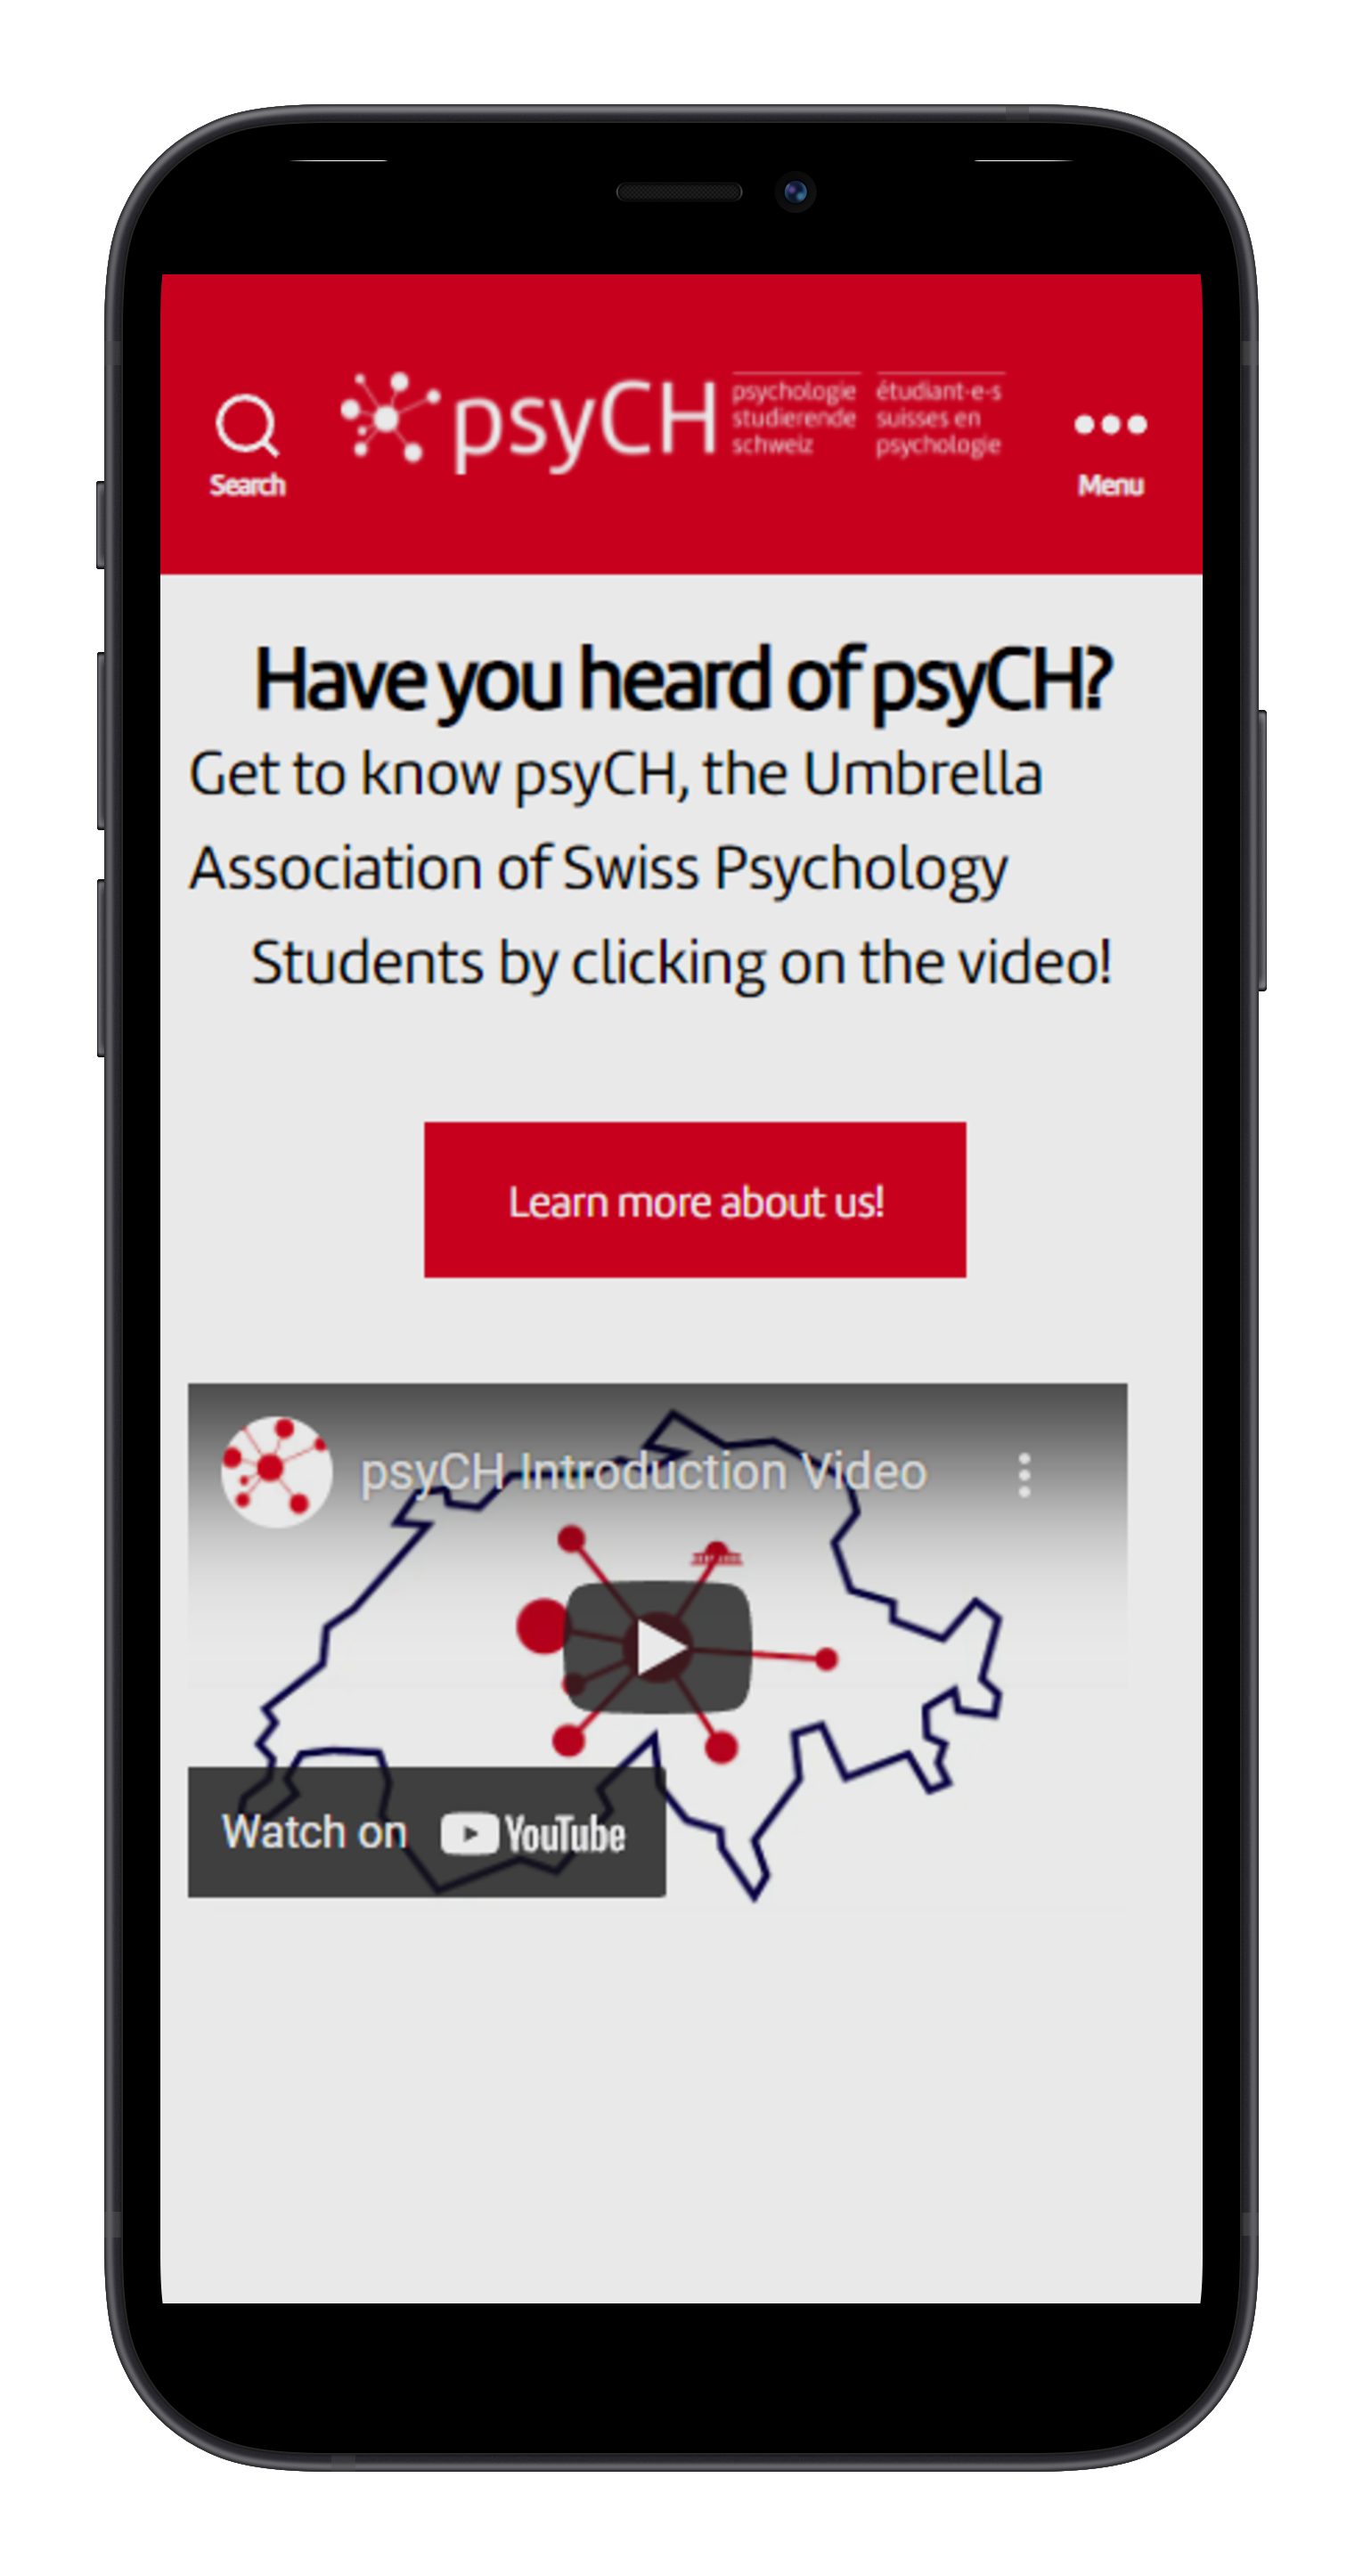 Search
psyCH
psychologie
studierende
schweiz
étudiant-e-s
suisses en
psychologie
Menu
Have you heard of psyCH?
Get to know psyCH, the Umbrella
Association of Swiss Psychology
Students by clicking on the video!
Learn more about us!
psyCH Introduction Video
Watch on YouTube